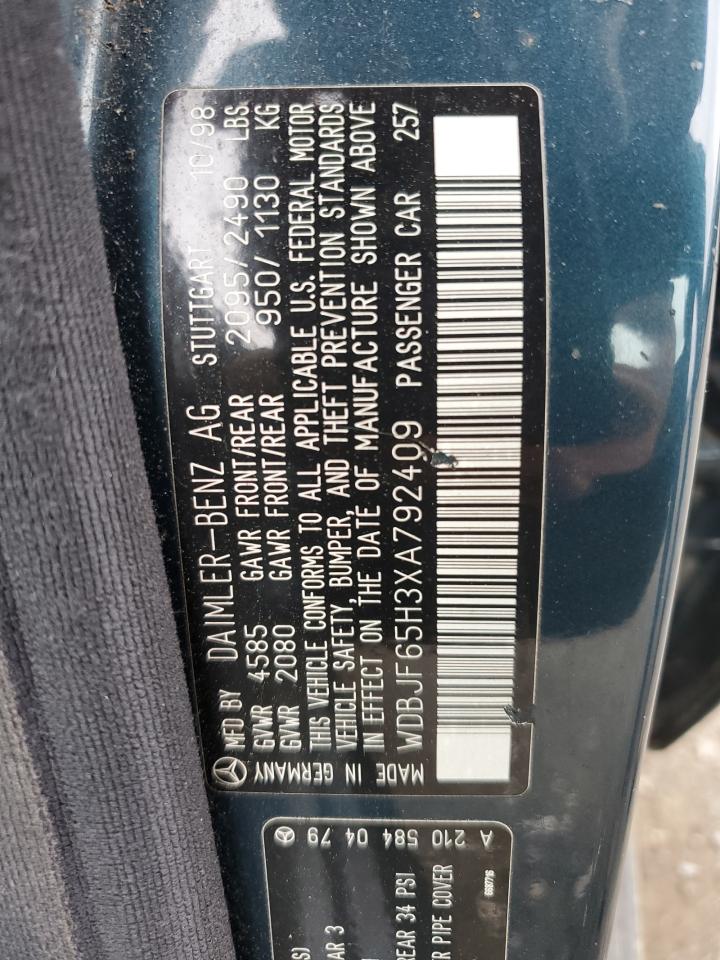 MFD BY DAIMLER-BENZ AG STUTTGART 10/98
GVWR 4585 GAWR FRONT/REAR 2095/2490 LBS.
GVWR 2080 GAWR FRONT/REAR 950/1130 KG
THIS VEHICLE CONFORMS TO ALL APPLICABLE U.S. FEDERAL MOTOR
VEHICLE SAFETY, BUMPER, AND THEFT PREVENTION STANDARDS
IN EFFECT ON THE DATE OF MANUFACTURE SHOWN ABOVE
WDBJF65H3XA792409 PASSENGER CAR 257
MADE IN GERMANY
A 210 584 04 79
AR 3
REAR 34 PSI
R PIPE COVER